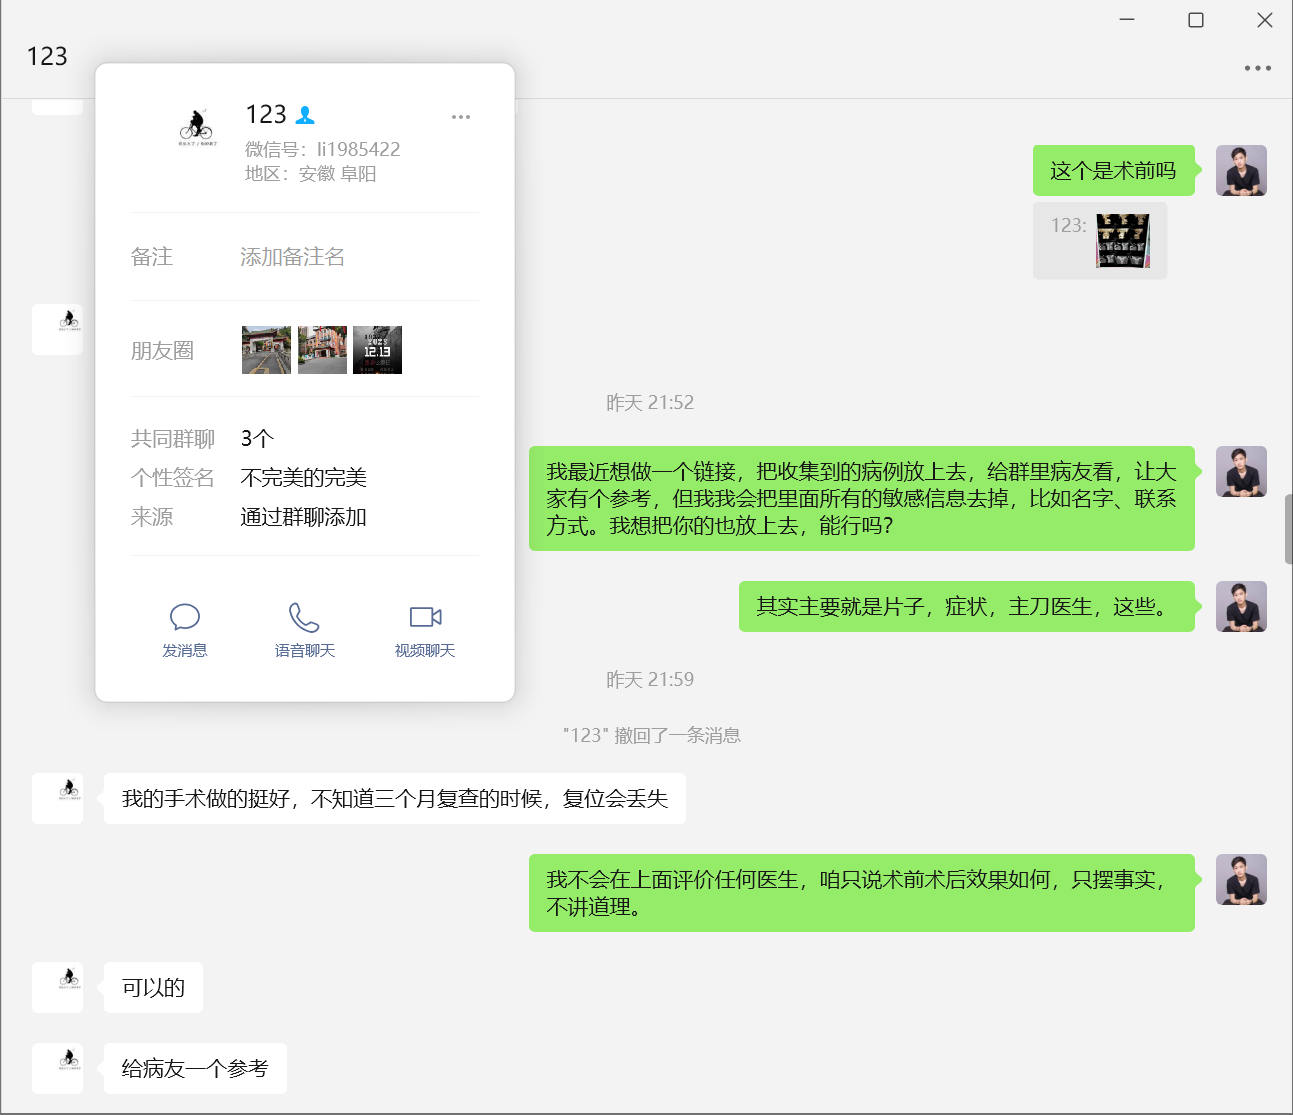 123
123
微信号：li1985422
地区：安徽 阜阳
备注 添加备注名
朋友圈
2023
12.13
共同群聊 3个
个性签名 不完美的完美
来源 通过群聊添加
发消息 语音聊天 视频聊天
这个是术前吗
123:
昨天 21:52
我最近想做一个链接，把收集到的病例放上去，给群里病友看，让大
家有个参考，但我我会把里面所有的敏感信息去掉，比如名字、联系
方式。我想把你的也放上去，能行吗？
其实主要就是片子，症状，主刀医生，这些。
昨天 21:59
"123" 撤回了一条消息
我的手术做的挺好，不知道三个月复查的时候，复位会丢失
我不会在上面评价任何医生，咱只说术前术后效果如何，只摆事实，
不讲道理。
可以的
给病友一个参考